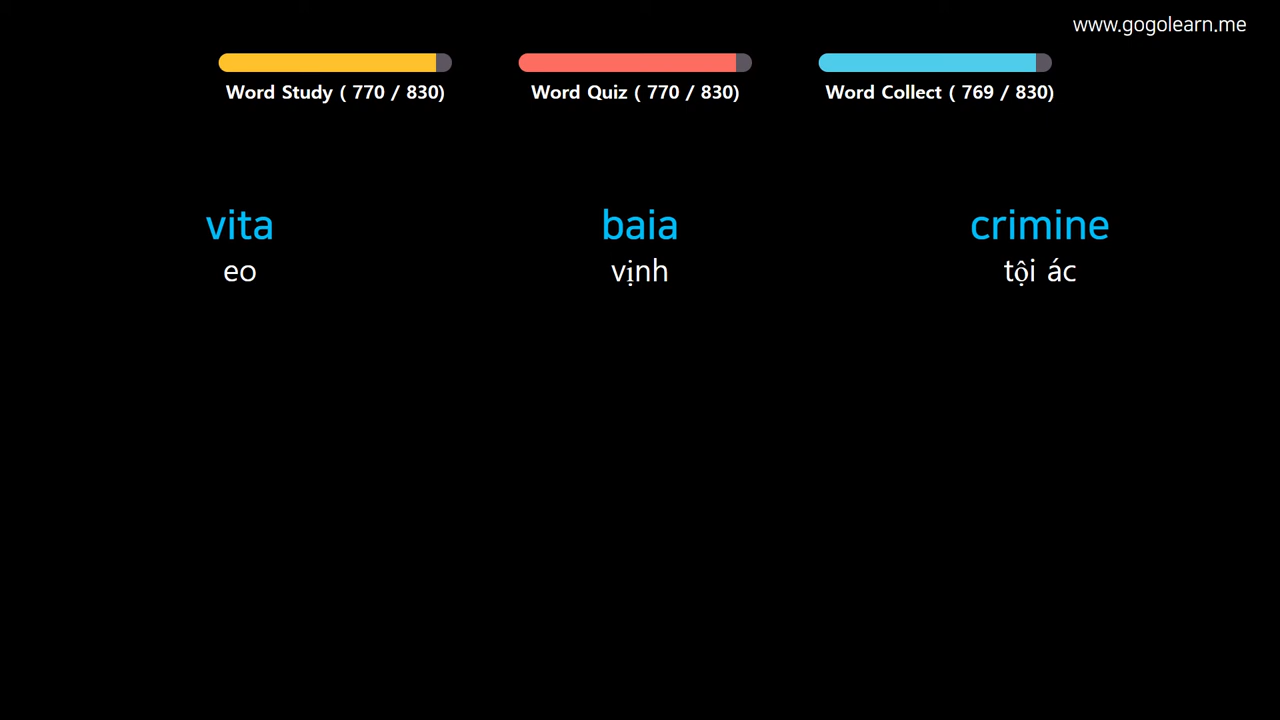 www.gogolearn.me
Word Study ( 770 / 830)
Word Quiz ( 770 / 830)
Word Collect ( 769 / 830)
vita
eo
baia
vịnh
crimine
tội ác